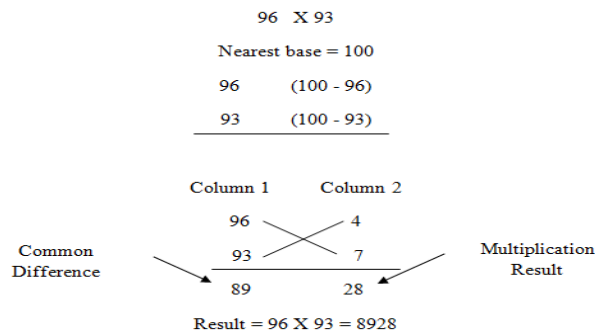 96 X 93
Nearest base = 100
96 (100 - 96)
93 (100 - 93)
Column 1 Column 2
96 4
93 7
Common
Difference
Multiplication
Result
89 28
Result = 96 X 93 = 8928